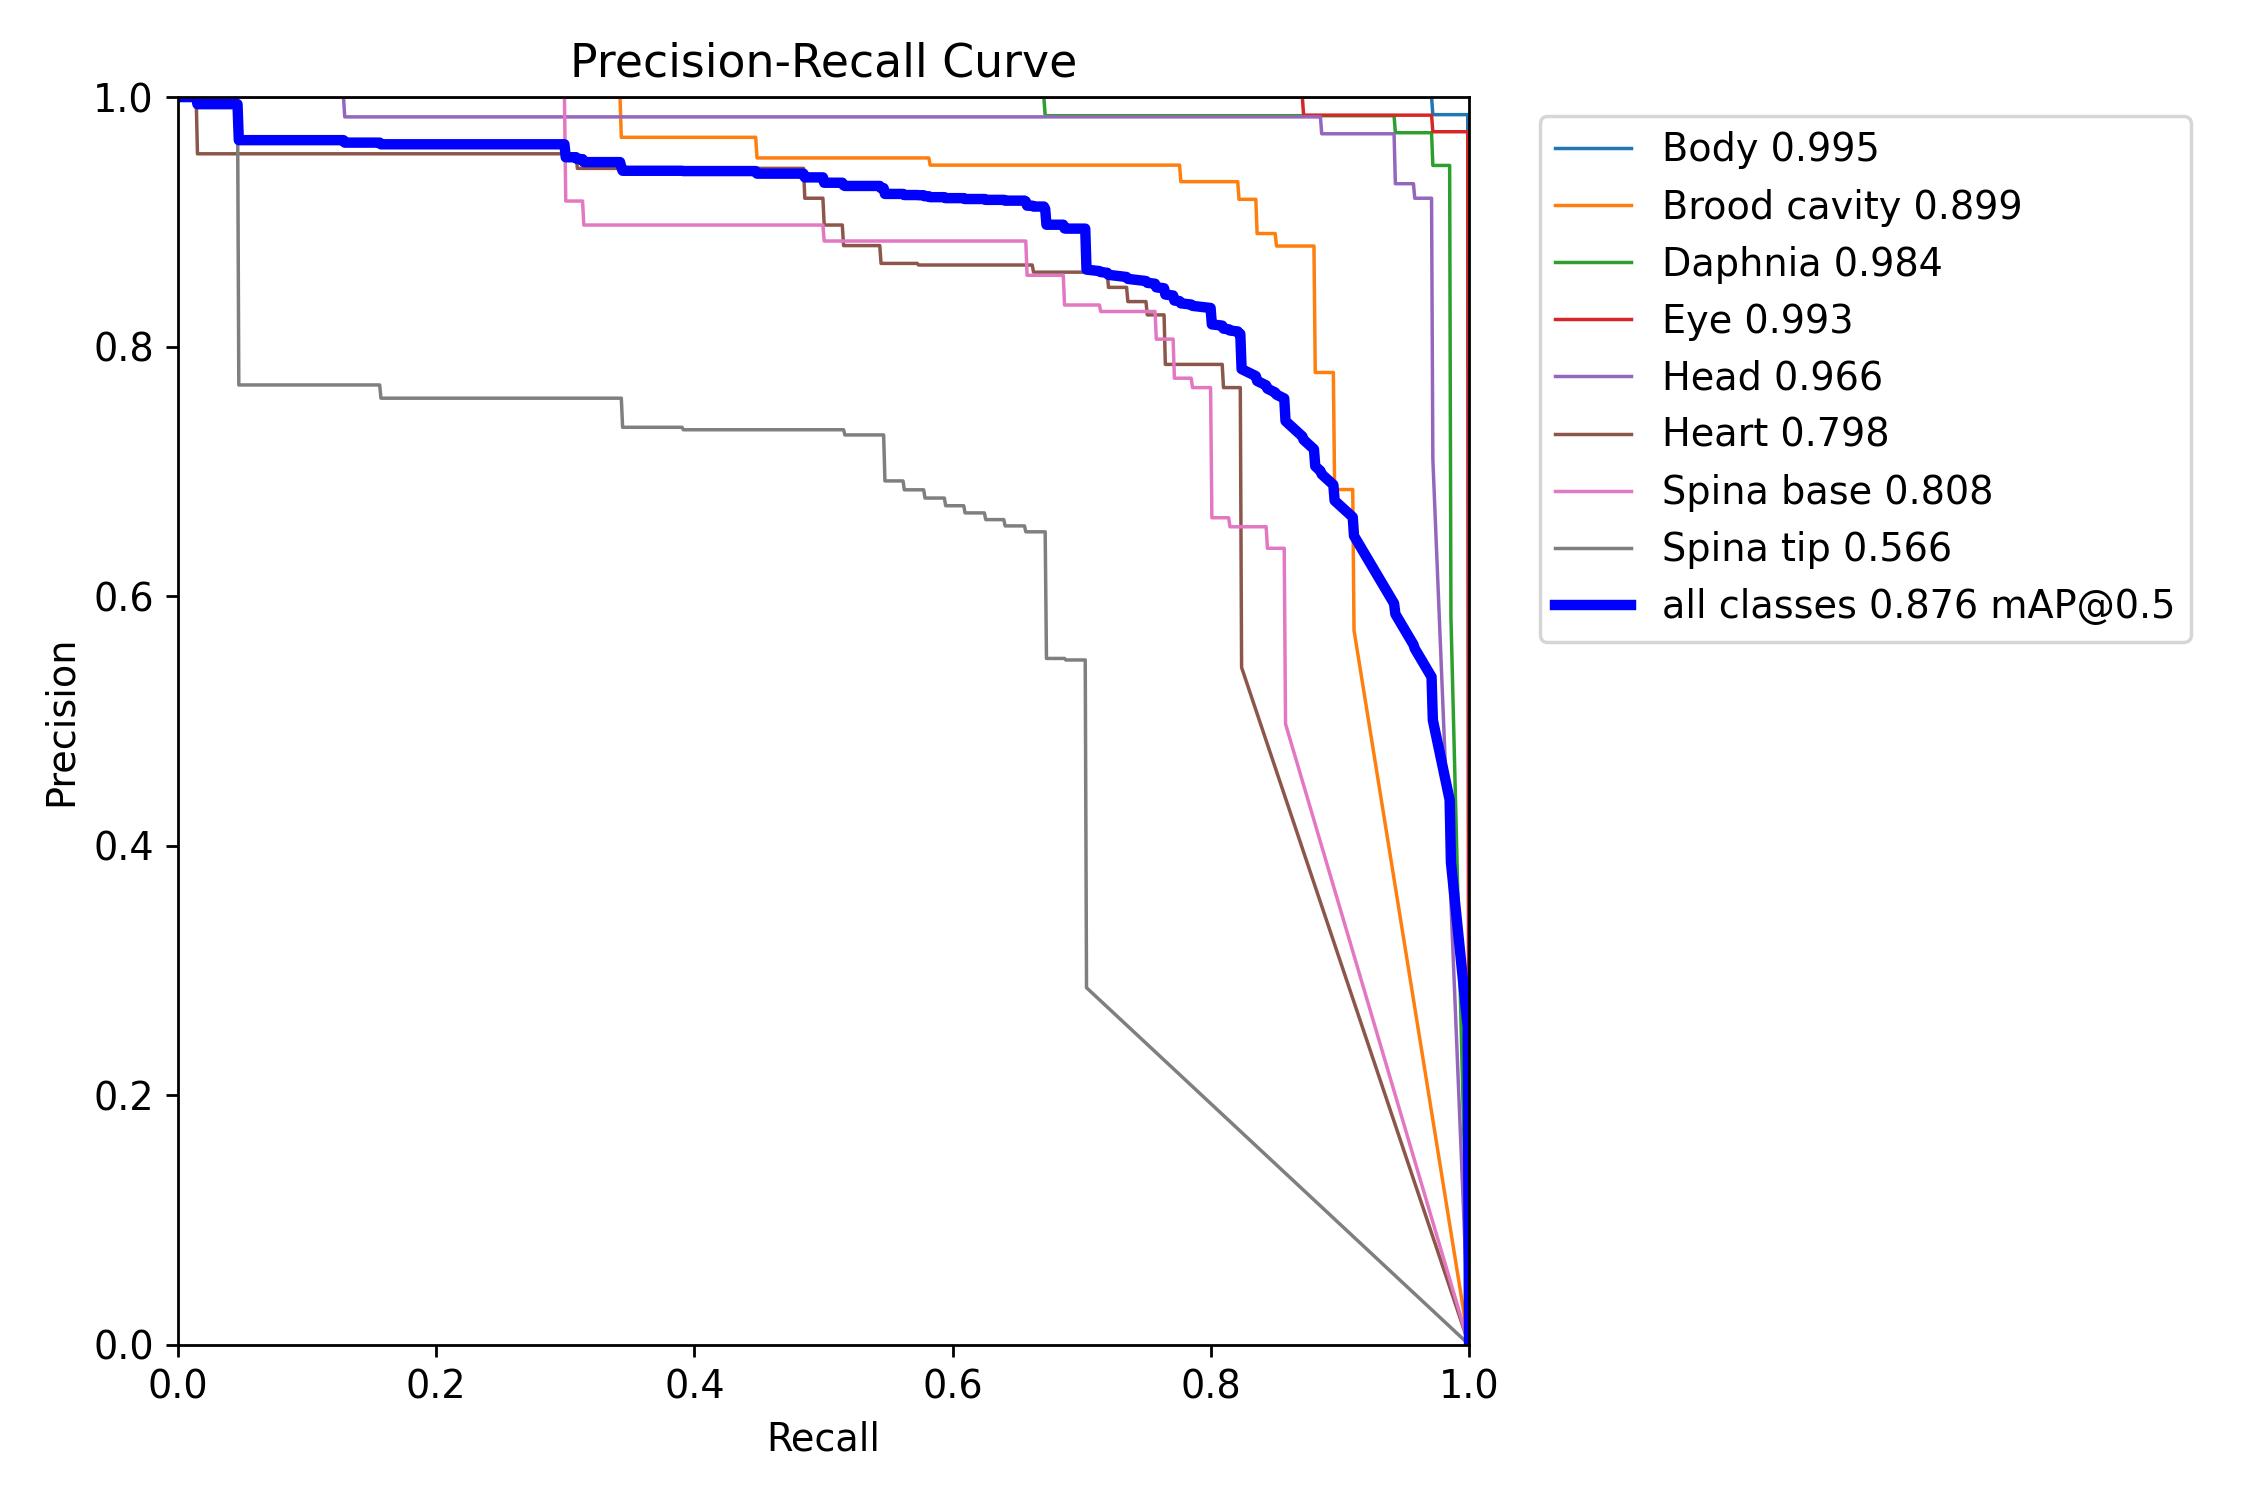 Precision-Recall Curve
1.0
0.8
0.6
0.4
0.2
0.0
Precision
0.0 0.2 0.4 0.6 0.8 1.0
Recall
Body 0.995
Brood cavity 0.899
Daphnia 0.984
Eye 0.993
Head 0.966
Heart 0.798
Spina base 0.808
Spina tip 0.566
all classes 0.876 mAP@0.5